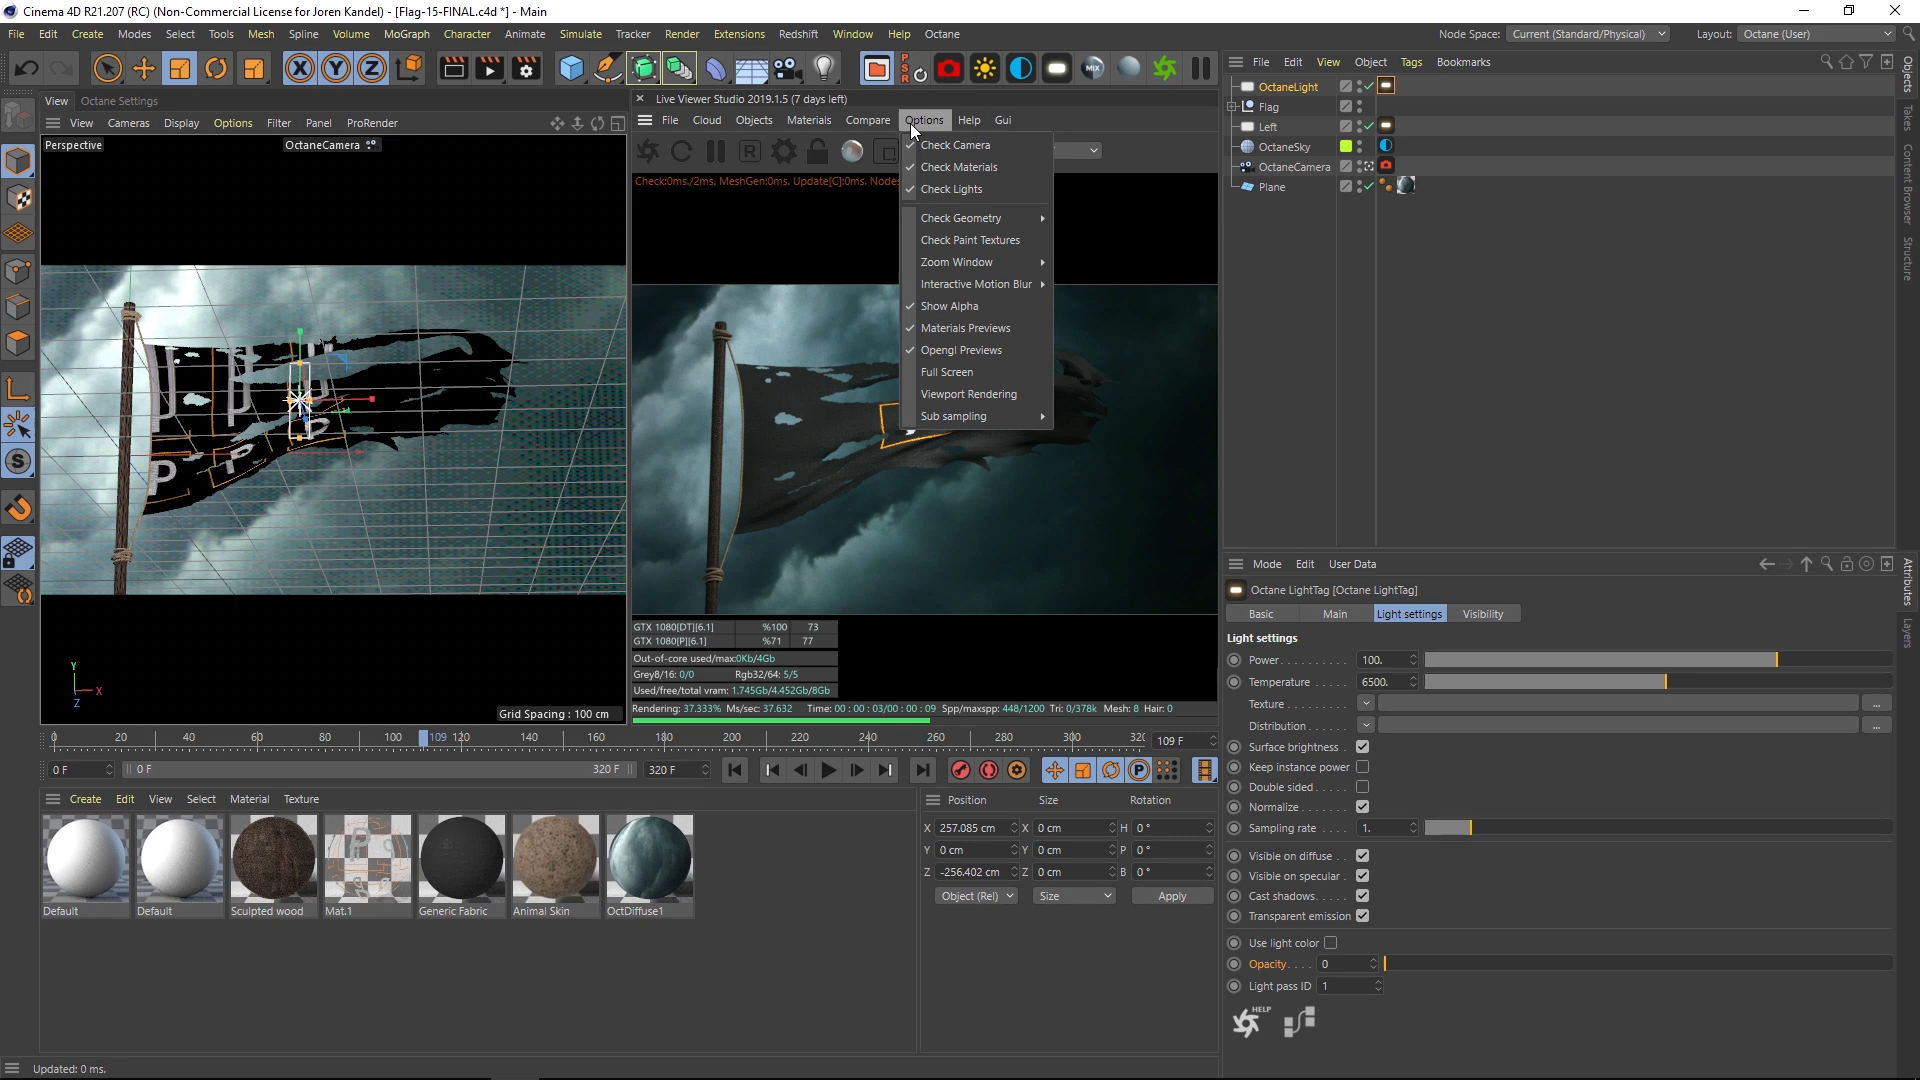 Cinema 4D R21.207 (RC) (Non-Commercial License for Joren Kandel) - [Flag-15-FINAL.c4d *] - Main
File Edit Create Modes Select Tools Mesh Spline Volume MoGraph Character Animate Simulate Tracker Render Extensions Redshift Window Help Octane
Node Space: Current (Standard/Physical) Layout: Octane (User)
X Y Z PSR MIX
View Octane Settings
View Cameras Display Options Filter Panel ProRender
Perspective
OctaneCamera
Grid Spacing : 100 cm
Y
X
Z
Live Viewer Studio 2019.1.5 (7 days left)
File Cloud Objects Materials Compare Options Help Gui
R
Check:0ms./2ms. MeshGen:0ms. Update[C]:0ms. Node
Check Camera
Check Materials
Check Lights
Check Geometry
Check Paint Textures
Zoom Window
Interactive Motion Blur
Show Alpha
Materials Previews
Opengl Previews
Full Screen
Viewport Rendering
Sub sampling
GTX 1080[DT][6.1] %100 73
GTX 1080[P][6.1] %71 77
Out-of-core used/max:0Kb/4Gb
Grey8/16: 0/0 Rgb32/64: 5/5
Used/free/total vram: 1.745Gb/4.452Gb/8Gb
Rendering: 37.333% Ms/sec: 37.632 Time: 00 : 00 : 03/00 : 00 : 09 Spp/maxspp: 448/1200 Tri: 0/378k Mesh: 8 Hair: 0
0 20 40 60 80 100 109 120 140 160 180 200 220 240 260 280 300 320 109 F
0 F 0 F 320 F 320 F
Create Edit View Select Material Texture
Default
Default
Sculpted wood
Mat.1
Generic Fabric
Animal Skin
OctDiffuse1
Position Size Rotation
X 257.085 cm X 0 cm H 0 °
Y 0 cm Y 0 cm P 0 °
Z -256.402 cm Z 0 cm B 0 °
Object (Rel) Size Apply
Updated: 0 ms.
File Edit View Object Tags Bookmarks
OctaneLight
Flag
Left
OctaneSky
OctaneCamera
Plane
Objects
Takes
Content Browser
Structure
Mode Edit User Data
Octane LightTag [Octane LightTag]
Basic Main Light settings Visibility
Light settings
Power 100.
Temperature 6500.
Texture ...
Distribution ...
Surface brightness
Keep instance power
Double sided
Normalize
Sampling rate 1.
Visible on diffuse
Visible on specular
Cast shadows
Transparent emission
Use light color
Opacity 0
Light pass ID 1
HELP
Attributes
Layers